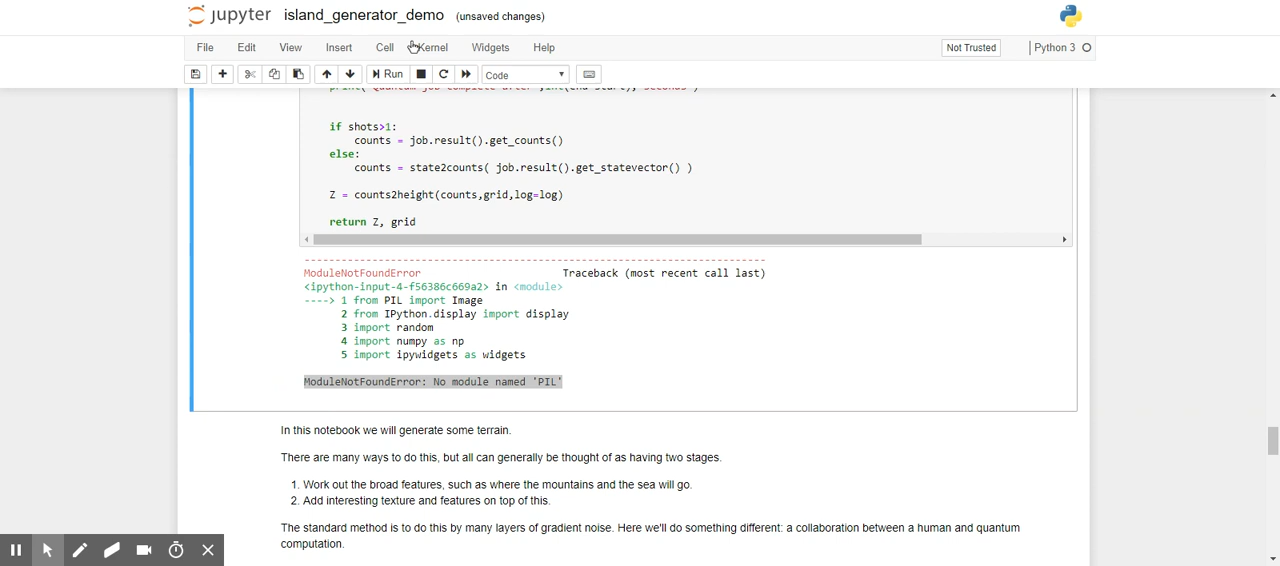 jupyter island_generator_demo (unsaved changes)
File Edit View Insert Cell Kernel Widgets Help Not Trusted Python 3
Run Code
if shots>1:
counts = job.result().get_counts()
else:
counts = state2counts( job.result().get_statevector() )
Z = counts2height(counts,grid,log=log)
return Z, grid
---------------------------------------------------------------------------
ModuleNotFoundError Traceback (most recent call last)
<ipython-input-4-f56386c669a2> in <module>
----> 1 from PIL import Image
2 from IPython.display import display
3 import random
4 import numpy as np
5 import ipywidgets as widgets
ModuleNotFoundError: No module named 'PIL'
In this notebook we will generate some terrain.
There are many ways to do this, but all can generally be thought of as having two stages.
1. Work out the broad features, such as where the mountains and the sea will go.
2. Add interesting texture and features on top of this.
The standard method is to do this by many layers of gradient noise. Here we'll do something different: a collaboration between a human and quantum
computation.